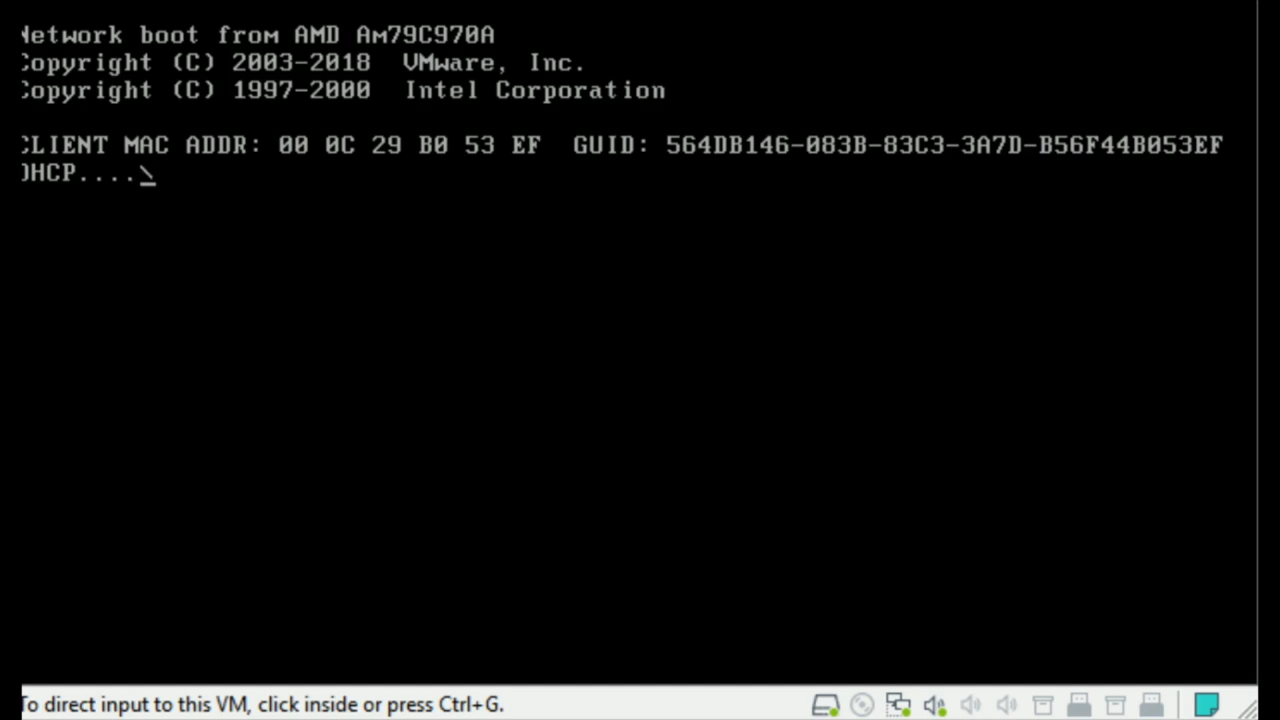 Network boot from AMD Am79C970A
Copyright (C) 2003-2018  VMware, Inc.
Copyright (C) 1997-2000  Intel Corporation
CLIENT MAC ADDR: 00 0C 29 B0 53 EF  GUID: 564DB146-083B-83C3-3A7D-B56F44B053EF
DHCP....\
To direct input to this VM, click inside or press Ctrl+G.